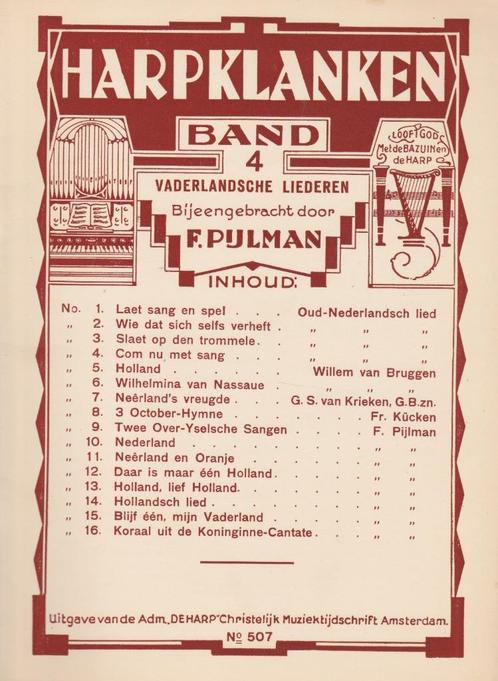 HARPKLANKEN
BAND
4
VADERLANDSCHE LIEDEREN
Bijeengebracht door
F. PIJLMAN
LOOFT GOD
Met de BAZUIN en
de HARP
INHOUD:
No. 1. Laet sang en spel . . . Oud-Nederlandsch lied
„ 2. Wie dat sich selfs verheft . „ „ „
„ 3. Slaet op den trommele . „ „ „
„ 4. Com nu met sang . . . „ „ „
„ 5. Holland . . . . . . Willem van Bruggen
„ 6. Wilhelmina van Nassaue . „ „ „
„ 7. Neêrland's vreugde . . . G. S. van Krieken, G.B.zn.
„ 8. 3 October-Hymne . . . . . . Fr. Kücken
„ 9. Twee Over-Yselsche Sangen . . . . F. Pijlman
„ 10. Nederland . . . . . . . . „ „
„ 11. Neêrland en Oranje . . . . . . „ „
„ 12. Daar is maar één Holland . . . . . „ „
„ 13. Holland, lief Holland . . . . . . „ „
„ 14. Hollandsch lied . . . . . . . „ „
„ 15. Blijf één, mijn Vaderland . . . . . „ „
„ 16. Koraal uit de Koninginne-Cantate . . . „ „
Uitgave van de Adm. „DE HARP" Christelijk Muziektijdschrift Amsterdam.
No 507